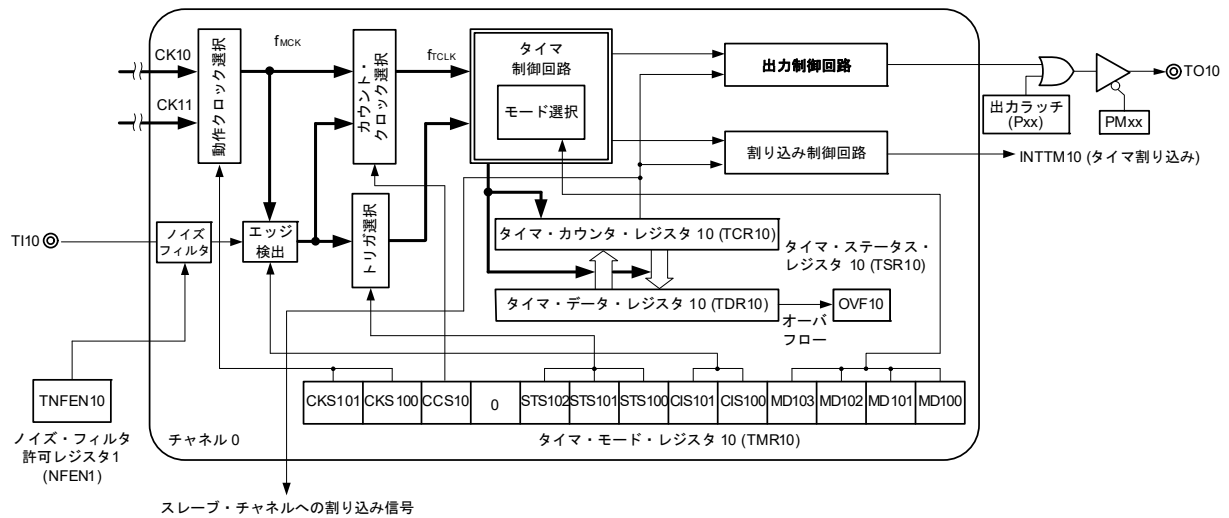 CK10
CK11
動作クロック選択
fMCK
カウント・
クロック選択
fTCLK
タイマ
制御回路
モード選択
出力制御回路
出力ラッチ
(Pxx)
PMxx
TO10
割り込み制御回路
INTTM10 (タイマ割り込み)
TI10
ノイズ
フィルタ
エッジ
検出
トリガ選択
タイマ・カウンタ・レジスタ 10 (TCR10)
タイマ・ステータス・
レジスタ 10 (TSR10)
タイマ・データ・レジスタ 10 (TDR10)
OVF10
オーバ
フロー
TNFEN10
ノイズ・フィルタ
許可レジスタ1
(NFEN1)
CKS101 CKS100 CCS10 0 STS102 STS101 STS100 CIS101 CIS100 MD103 MD102 MD101 MD100
チャネル 0
タイマ・モード・レジスタ 10 (TMR10)
スレーブ・チャネルへの割り込み信号